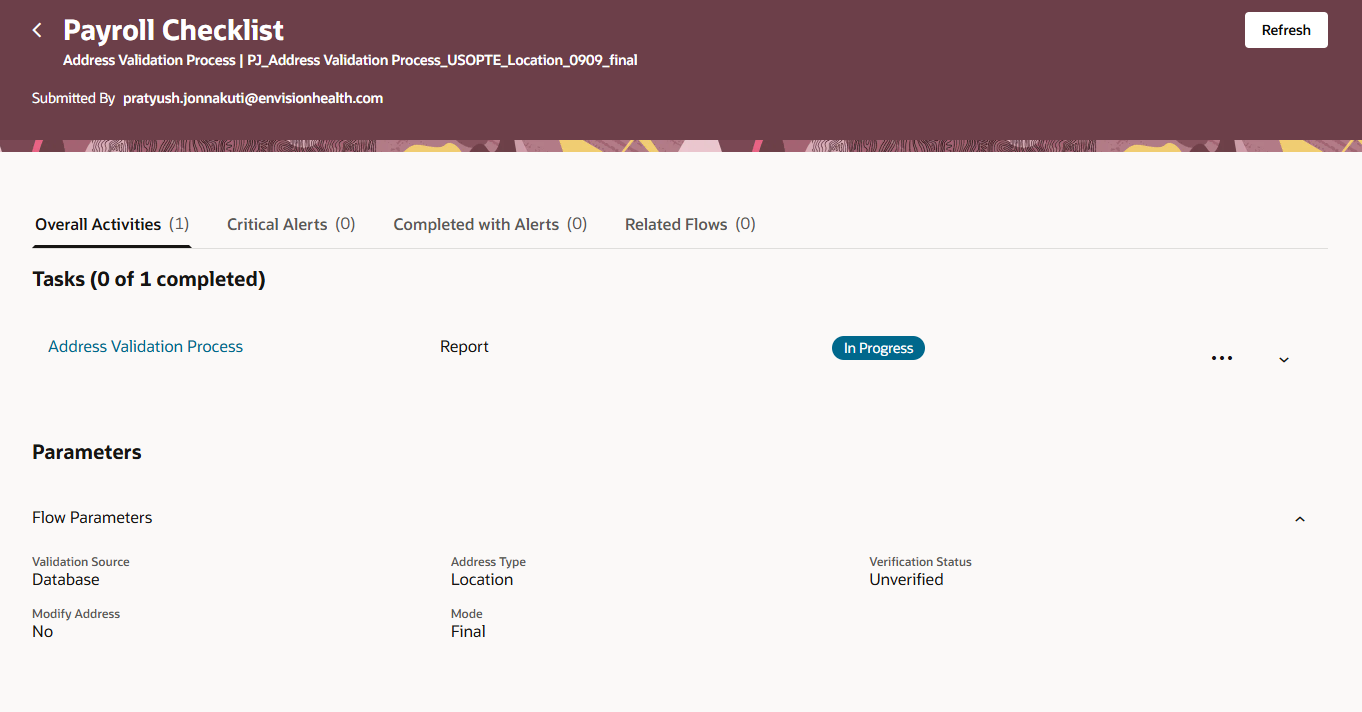 Payroll Checklist
Refresh
Address Validation Process | PJ_Address Validation Process_USOPTE_Location_0909_final
Submitted By pratyush.jonnakuti@envisionhealth.com
Overall Activities (1) Critical Alerts (0) Completed with Alerts (0) Related Flows (0)
Tasks (0 of 1 completed)
Address Validation Process Report In Progress
Parameters
Flow Parameters
Validation Source Address Type Verification Status
Database Location Unverified
Modify Address Mode
No Final